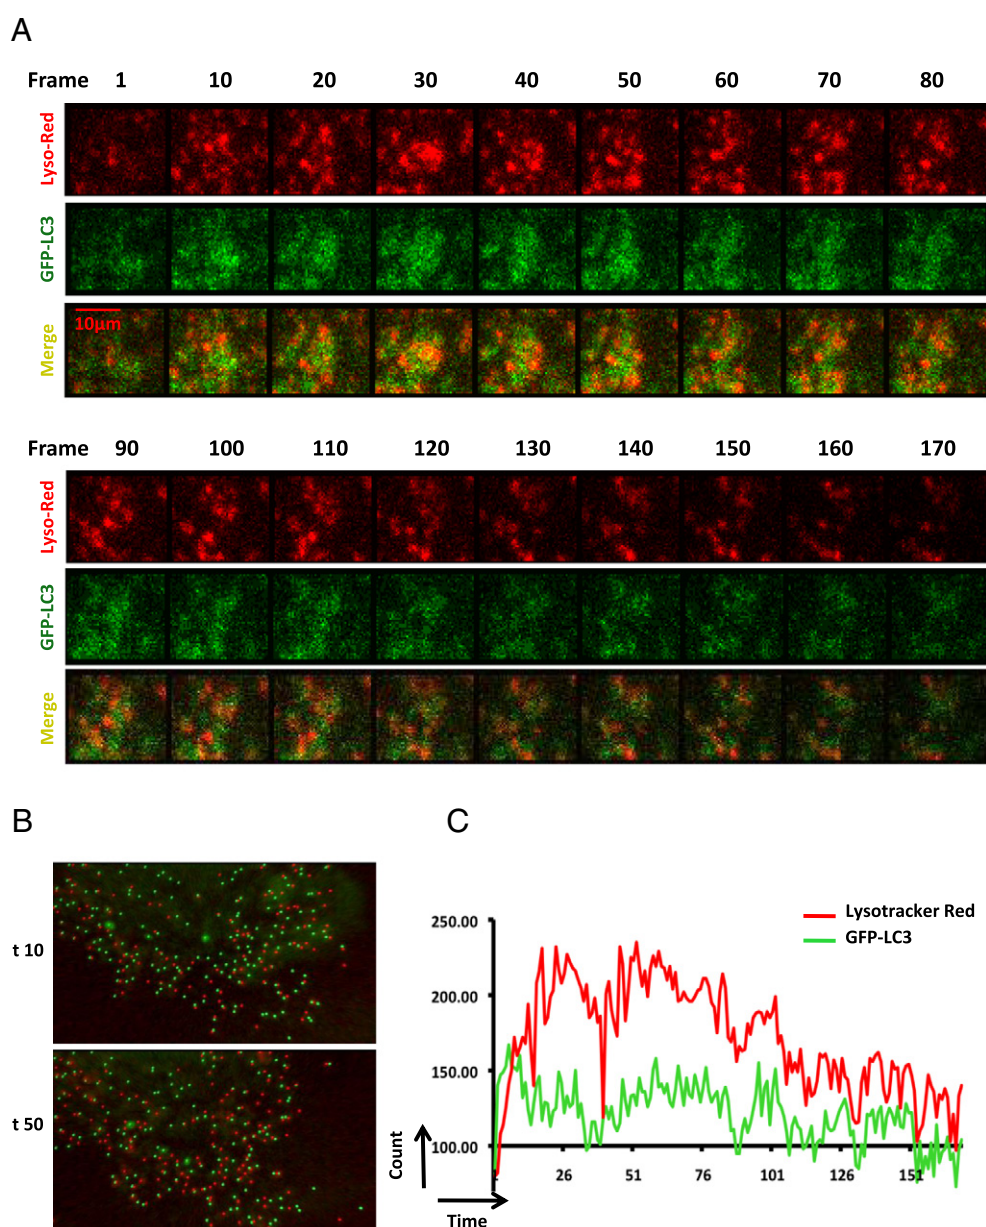 A
Frame 1 10 20 30 40 50 60 70 80
Lyso-Red
GFP-LC3
Merge
10µm
Frame 90 100 110 120 130 140 150 160 170
Lyso-Red
GFP-LC3
Merge
B
t 10
t 50
C
Lysotracker Red
GFP-LC3
250.00
200.00
150.00
100.00
26 51 76 101 126 151
Count
Time